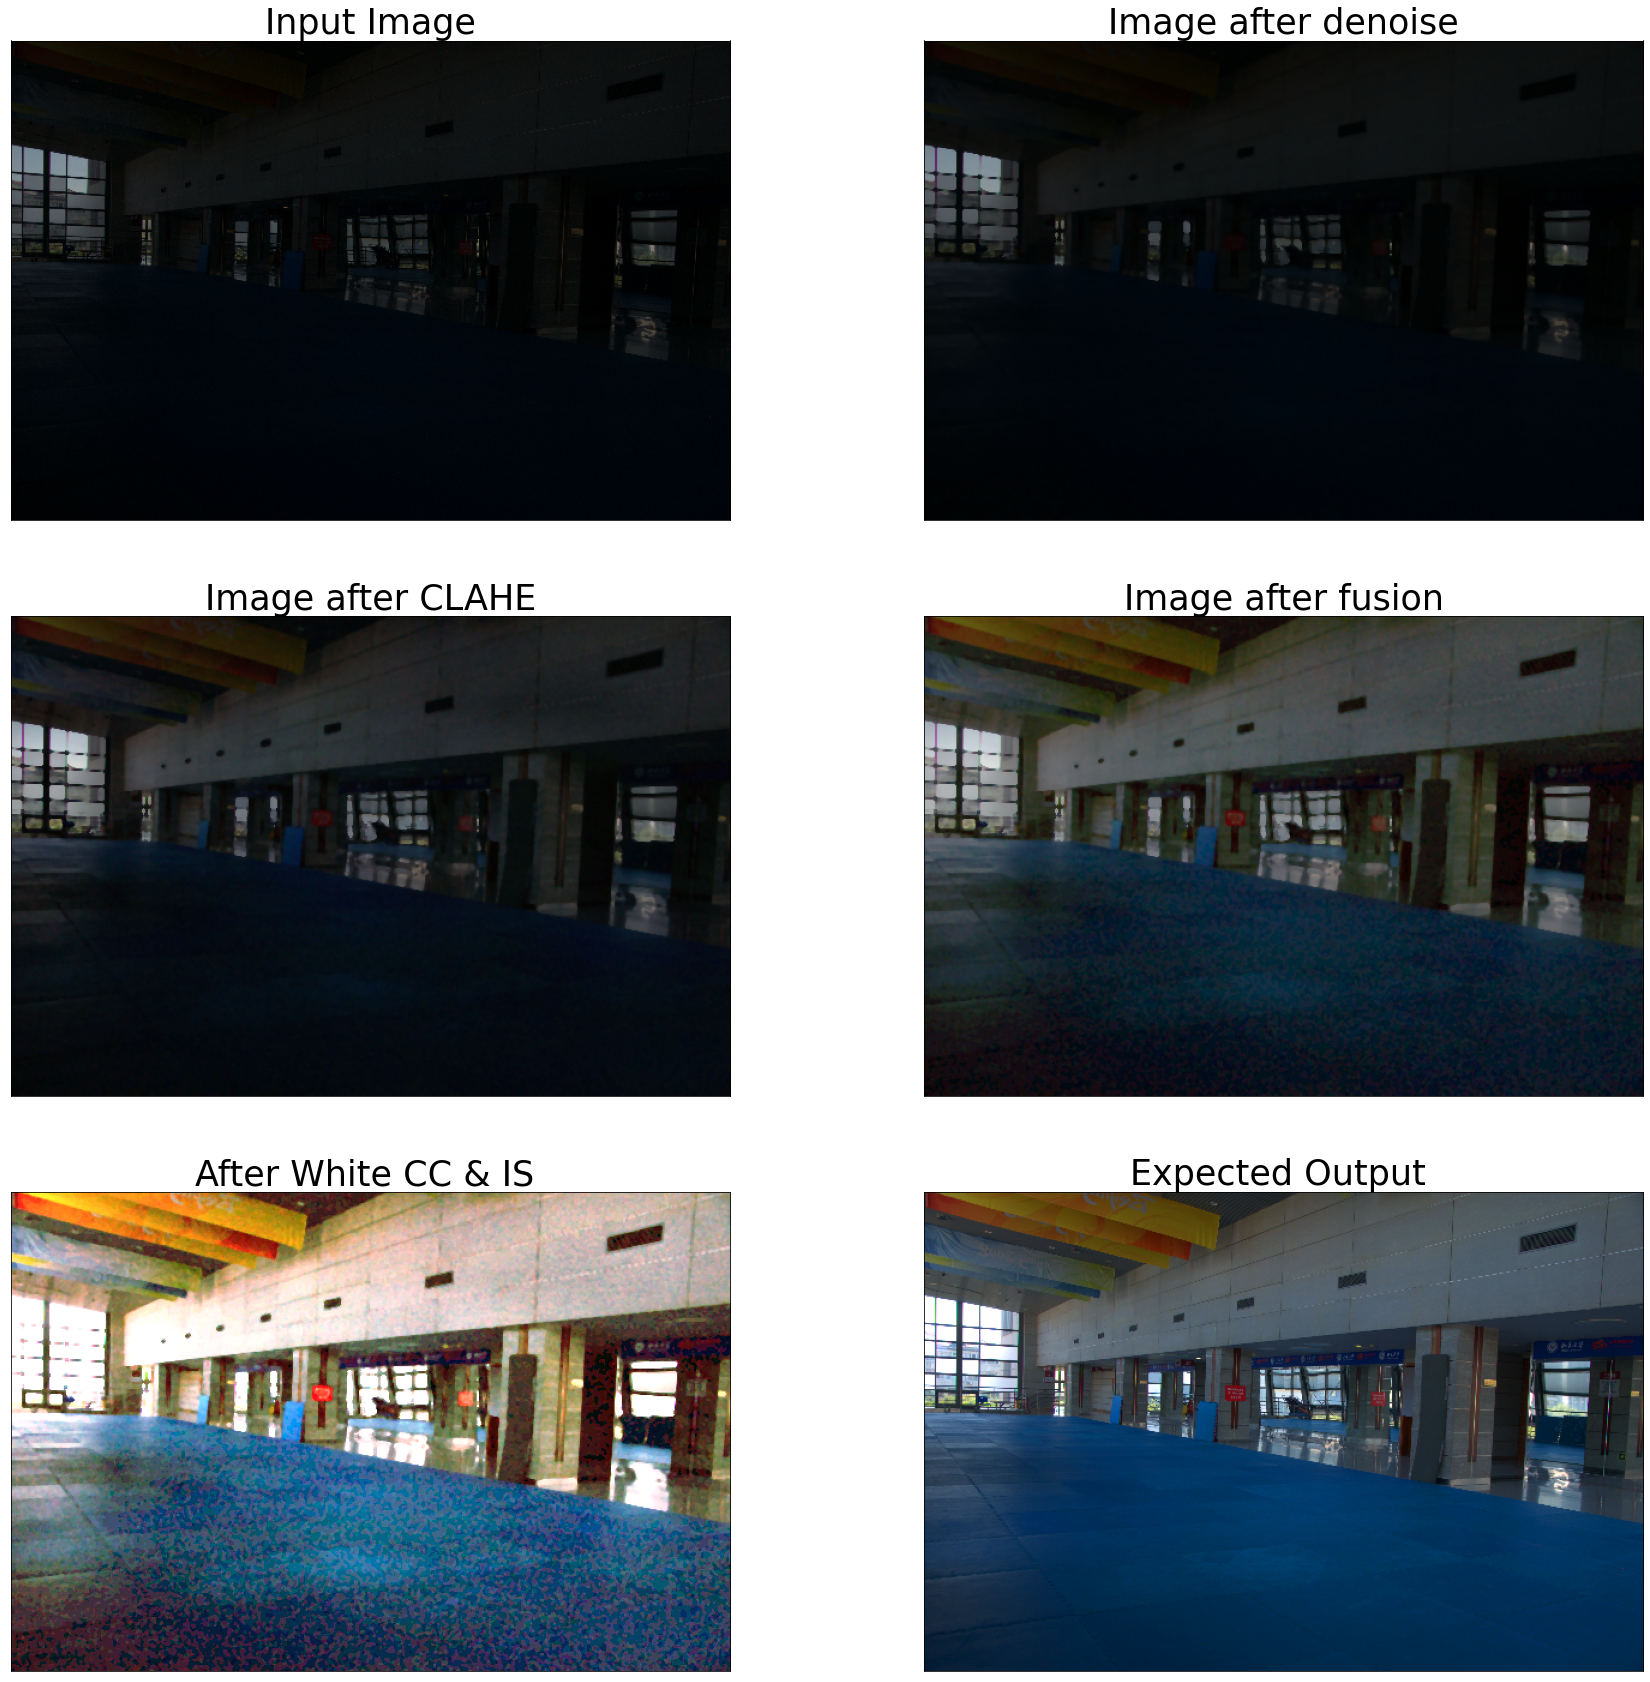 Input Image
Image after denoise
Image after CLAHE
Image after fusion
After White CC & IS
Expected Output